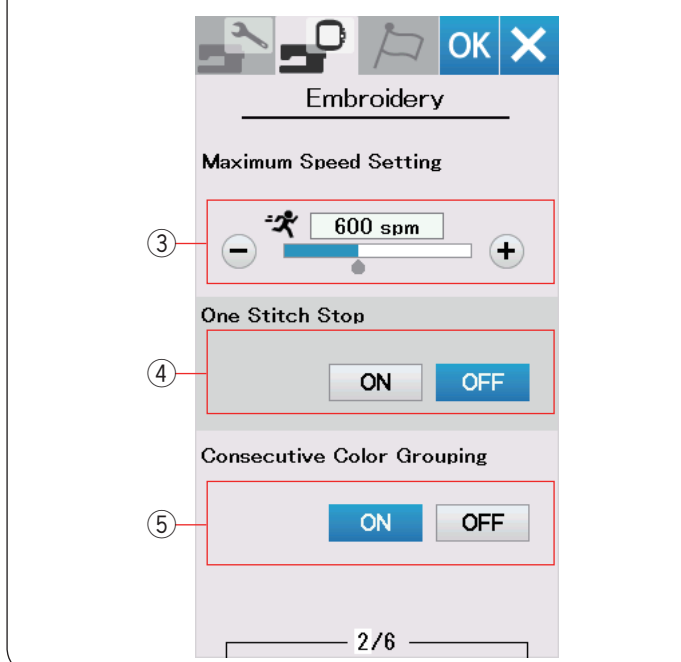 OK
Embroidery
Maximum Speed Setting
③
600 spm
− +
One Stitch Stop
④
ON OFF
Consecutive Color Grouping
⑤
ON OFF
2/6